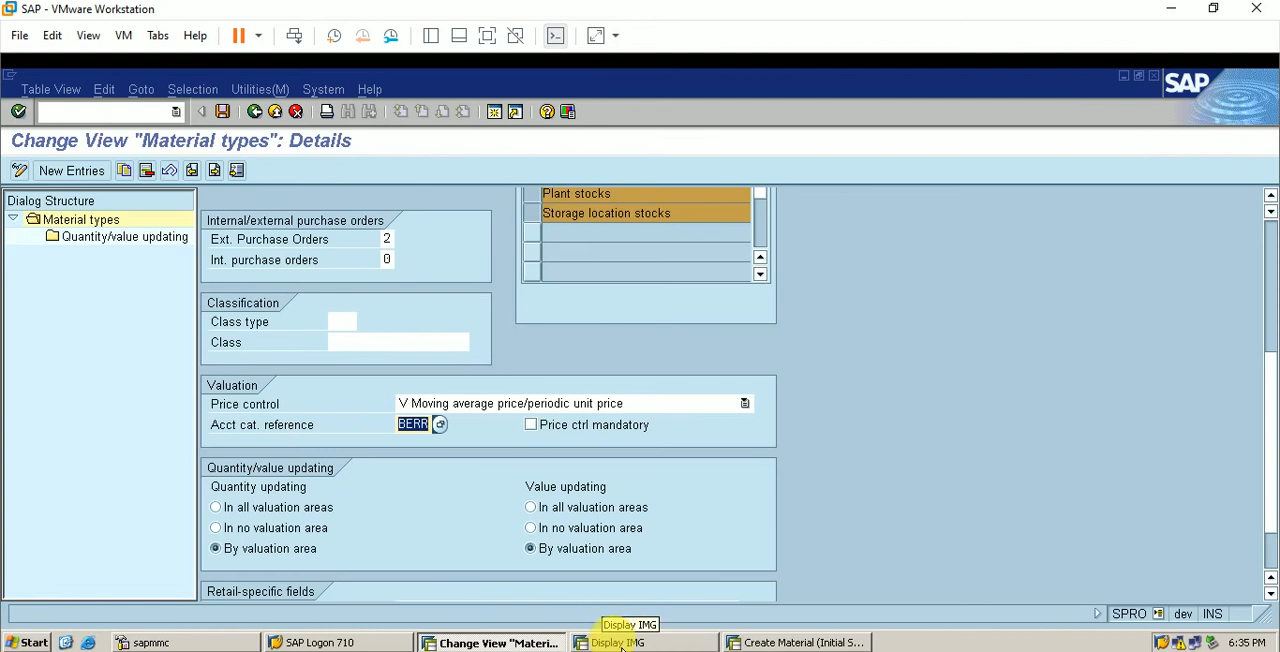 SAP - VMware Workstation
File Edit View VM Tabs Help
Table View Edit Goto Selection Utilities(M) System Help
SAP
Change View "Material types": Details
New Entries
Dialog Structure
Material types
Quantity/value updating
Plant stocks
Storage location stocks
Internal/external purchase orders
Ext. Purchase Orders 2
Int. purchase orders 0
Classification
Class type
Class
Valuation
Price control V Moving average price/periodic unit price
Acct cat. reference BERR Price ctrl mandatory
Quantity/value updating
Quantity updating Value updating
In all valuation areas In all valuation areas
In no valuation area In no valuation area
By valuation area By valuation area
Retail-specific fields
SPRO dev INS
Display IMG
Start sapmmc SAP Logon 710 Change View "Materi... Display IMG Create Material (Initial S... 6:35 PM